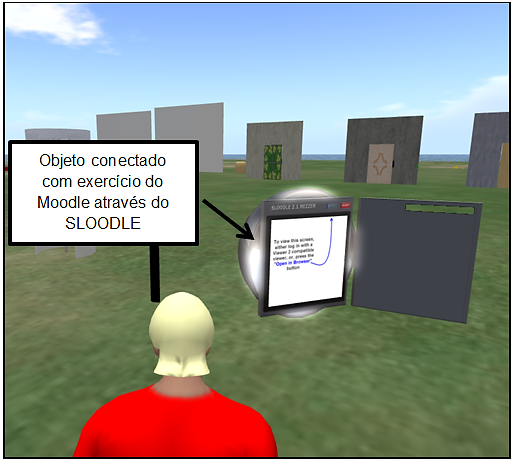 Objeto conectado
com exercício do
Moodle através do
SLOODLE
SLOODLE 2.1 REZZER
To view this screen,
either log in with a
Viewer 2 compatible
viewer, or, press the
"Open in Browser"
button